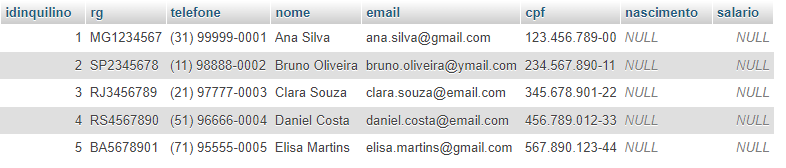 idinquilino rg telefone nome email cpf nascimento salario
1 MG1234567 (31) 99999-0001 Ana Silva ana.silva@gmail.com 123.456.789-00 NULL NULL
2 SP2345678 (11) 98888-0002 Bruno Oliveira bruno.oliveira@ymail.com 234.567.890-11 NULL NULL
3 RJ3456789 (21) 97777-0003 Clara Souza clara.souza@email.com 345.678.901-22 NULL NULL
4 RS4567890 (51) 96666-0004 Daniel Costa daniel.costa@email.com 456.789.012-33 NULL NULL
5 BA5678901 (71) 95555-0005 Elisa Martins elisa.martins@gmail.com 567.890.123-44 NULL NULL